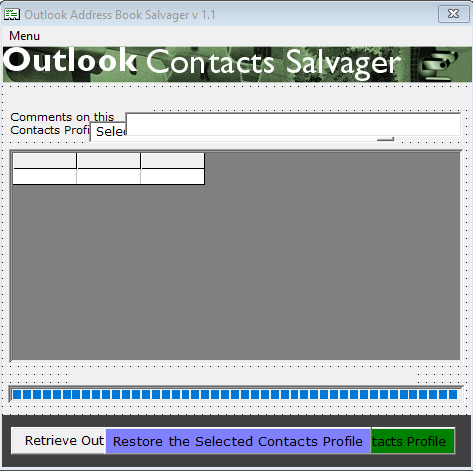 Outlook Address Book Salvager v 1.1
Menu
Outlook Contacts Salvager
Comments on this
Contacts Profi
Selec
Retrieve Out
Restore the Selected Contacts Profile
tacts Profile